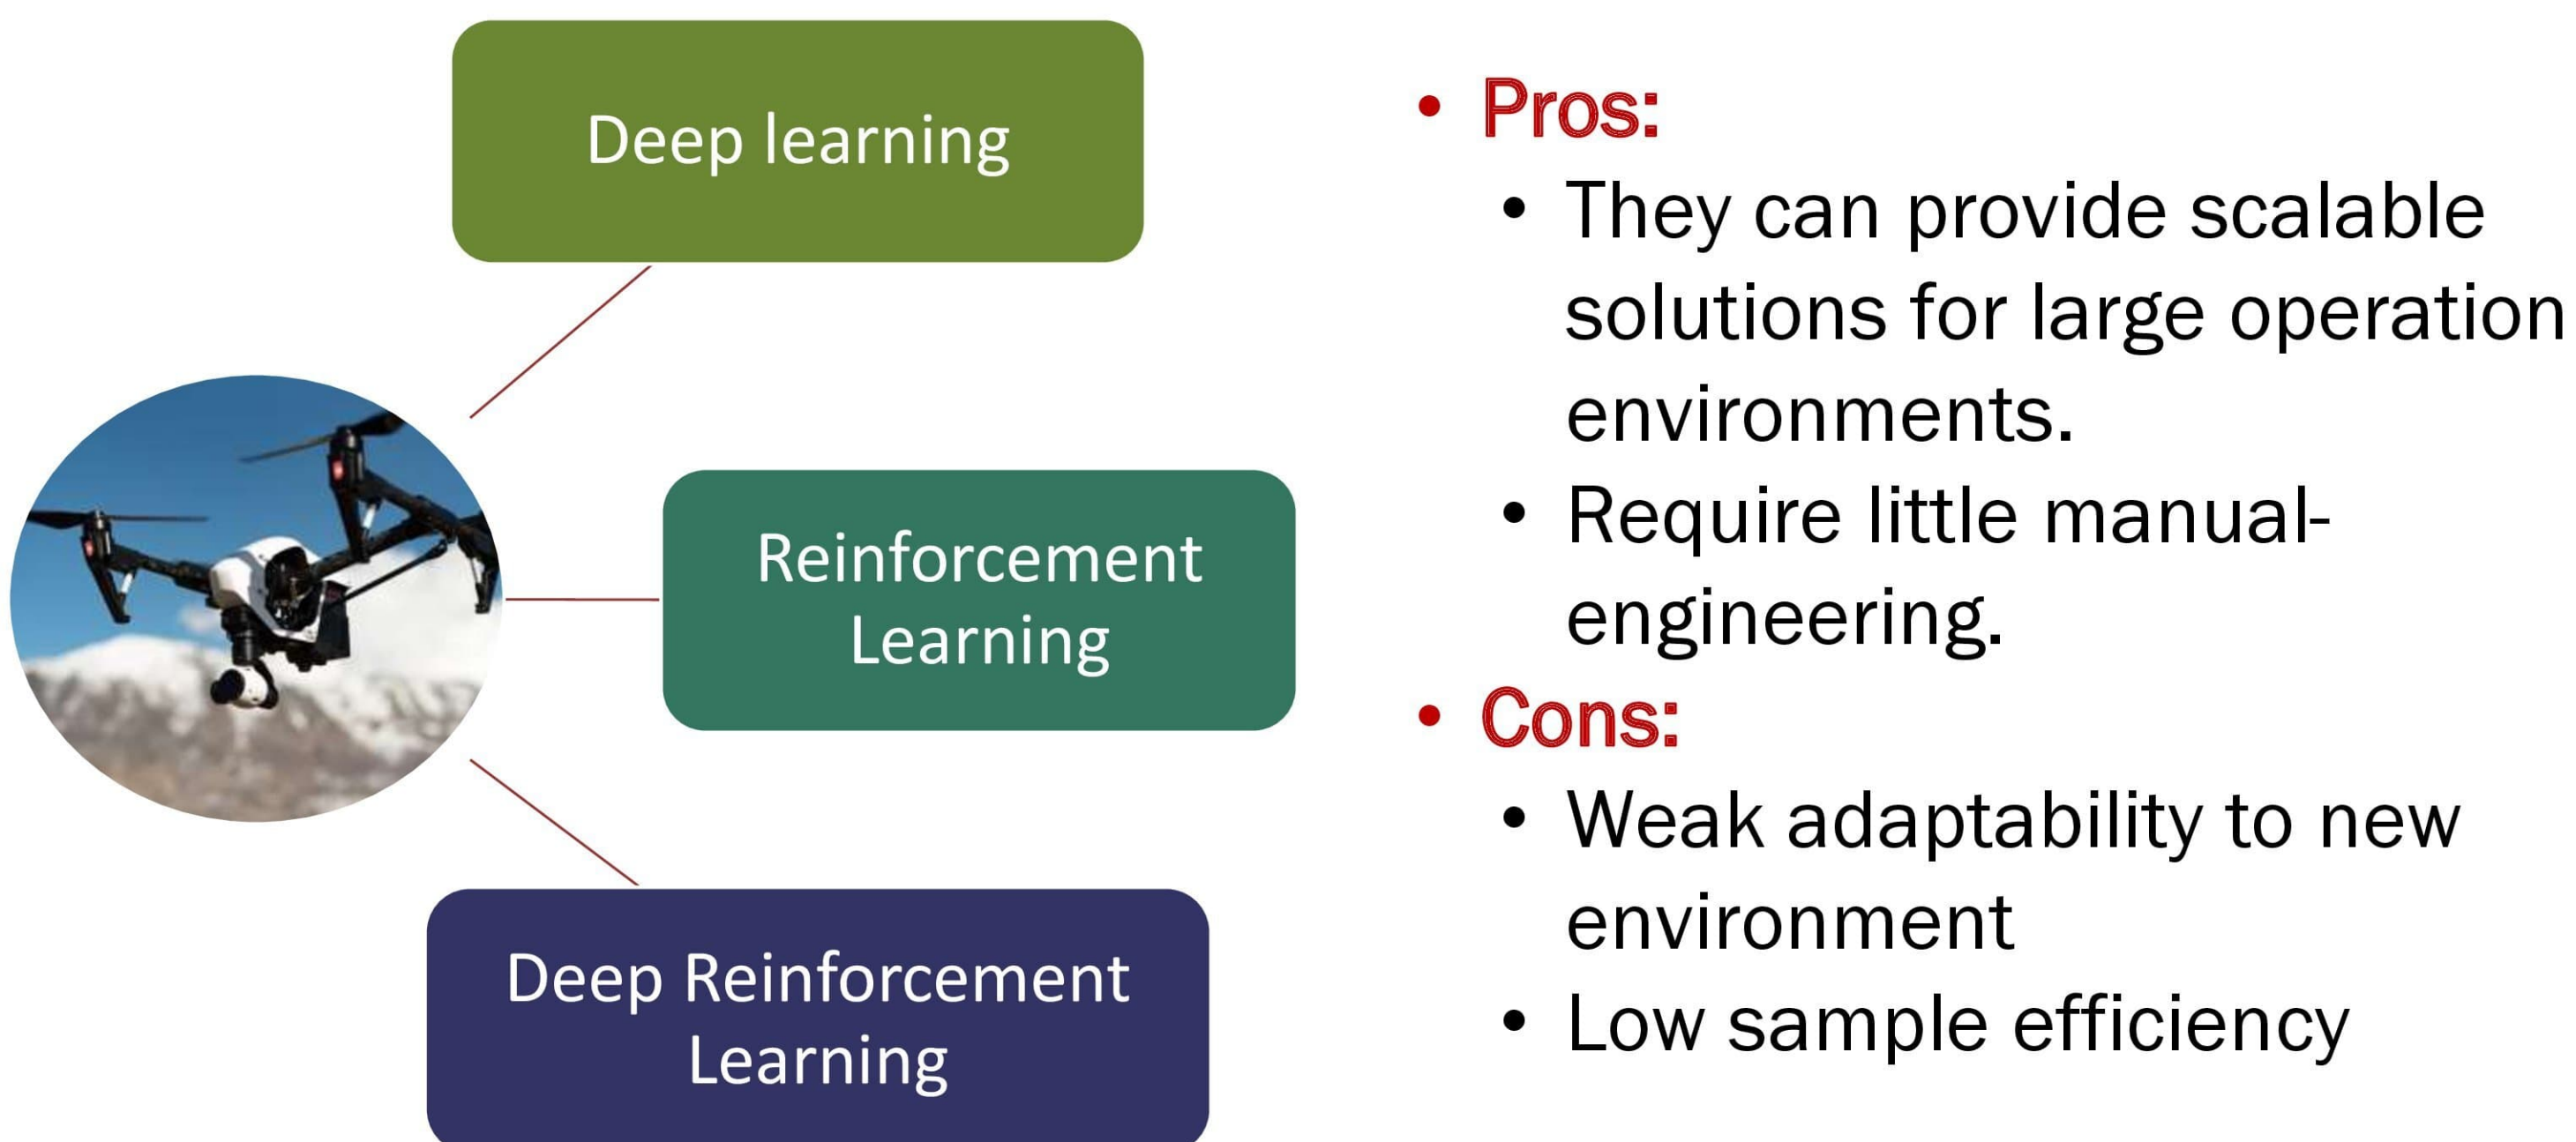 Deep learning
Reinforcement
Learning
Deep Reinforcement
Learning
• Pros:
• They can provide scalable
solutions for large operation
environments.
• Require little manual-
engineering.
• Cons:
• Weak adaptability to new
environment
• Low sample efficiency